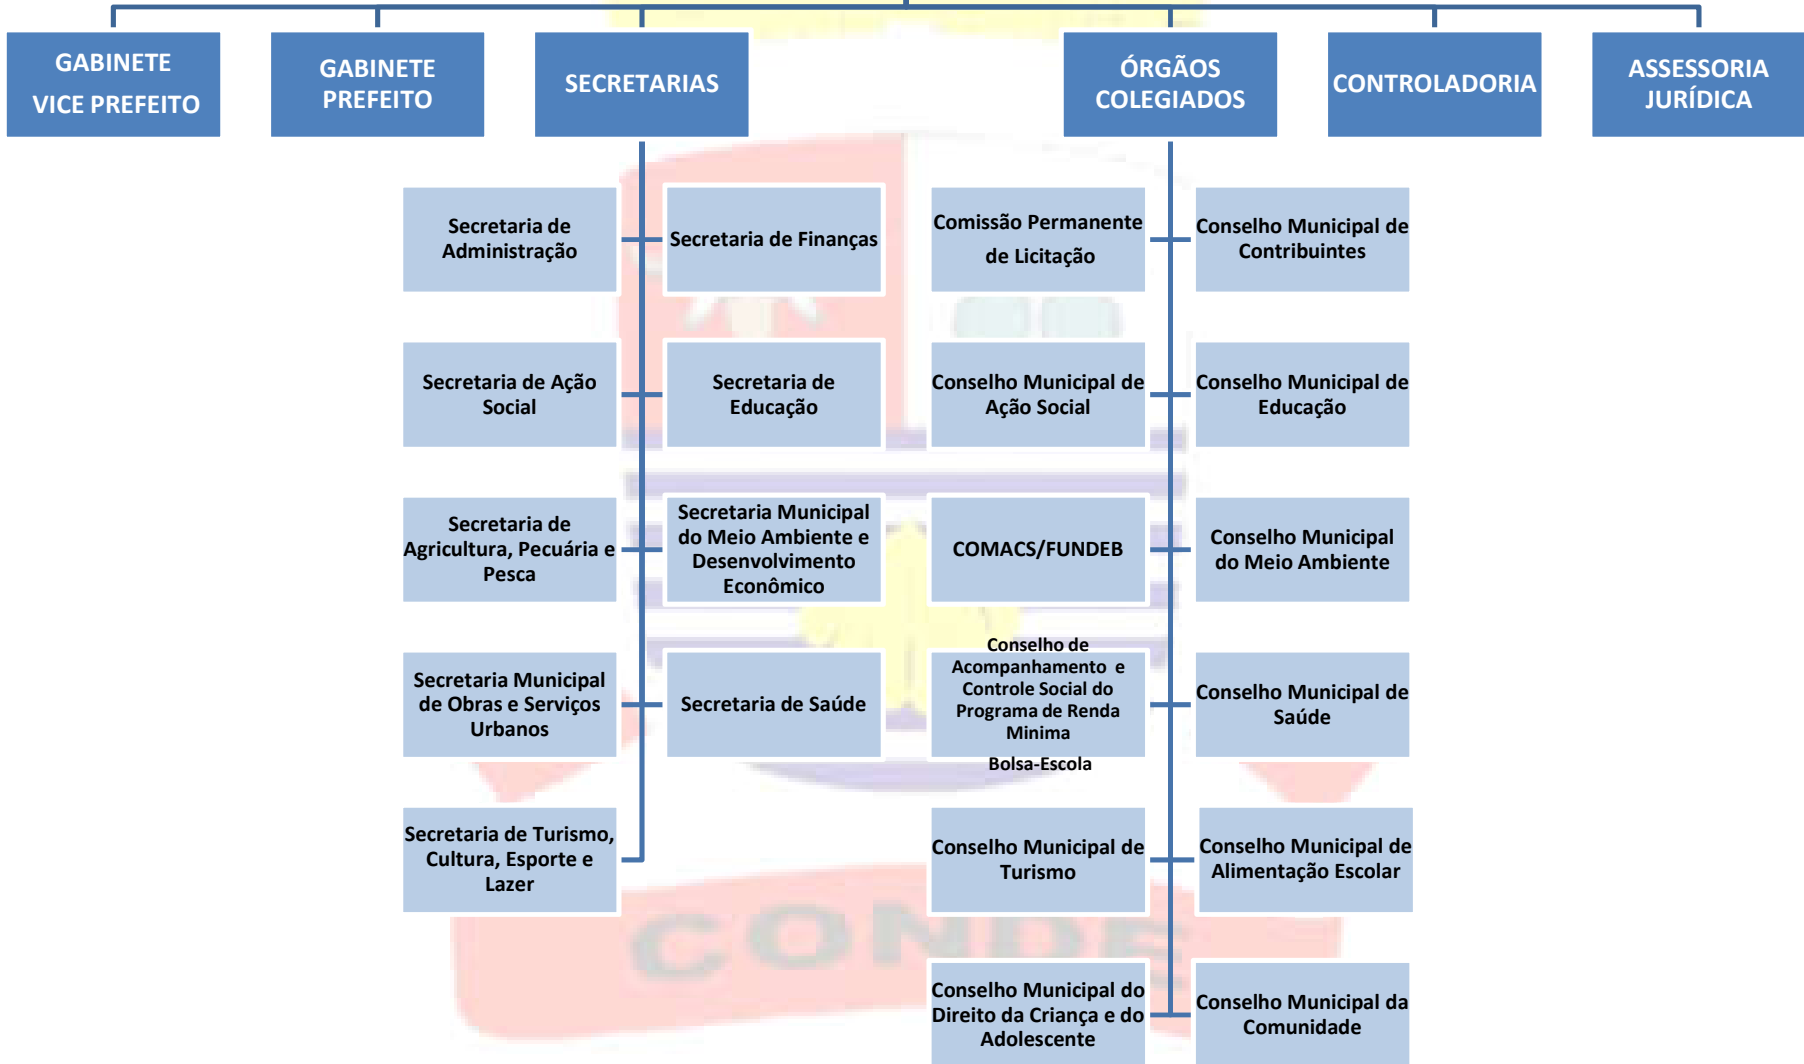 GABINETE
VICE PREFEITO
GABINETE
PREFEITO
SECRETARIAS
ÓRGÃOS
COLEGIADOS
CONTROLADORIA
ASSESSORIA
JURÍDICA
Secretaria de
Administração
Secretaria de Finanças
Comissão Permanente
de Licitação
Conselho Municipal de
Contribuintes
Secretaria de Ação
Social
Secretaria de
Educação
Conselho Municipal de
Ação Social
Conselho Municipal de
Educação
Secretaria de
Agricultura, Pecuária e
Pesca
Secretaria Municipal
do Meio Ambiente e
Desenvolvimento
Econômico
COMACS/FUNDEB
Conselho Municipal
do Meio Ambiente
Secretaria Municipal
de Obras e Serviços
Urbanos
Secretaria de Saúde
Conselho de
Acompanhamento e
Controle Social do
Programa de Renda
Minima
Bolsa-Escola
Conselho Municipal de
Saúde
Secretaria de Turismo,
Cultura, Esporte e
Lazer
Conselho Municipal de
Turismo
Conselho Municipal de
Alimentação Escolar
CONDE
Conselho Municipal do
Direito da Criança e do
Adolescente
Conselho Municipal da
Comunidade